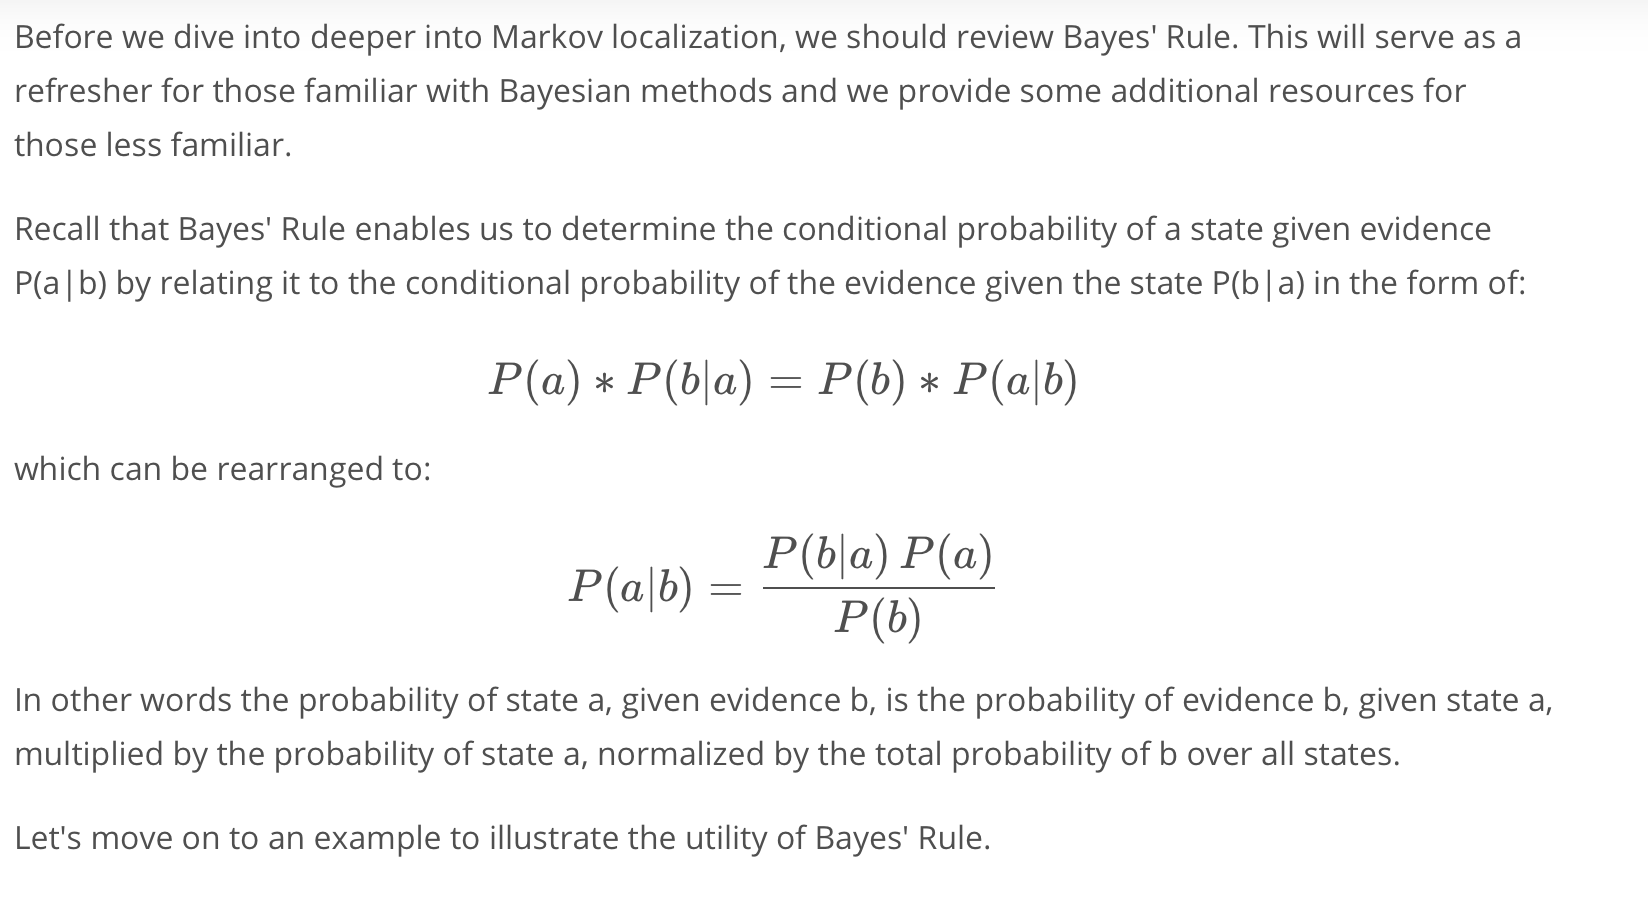 Before we dive into deeper into Markov localization, we should review Bayes' Rule. This will serve as a
refresher for those familiar with Bayesian methods and we provide some additional resources for
those less familiar.
Recall that Bayes' Rule enables us to determine the conditional probability of a state given evidence
P(a|b) by relating it to the conditional probability of the evidence given the state P(b|a) in the form of:
P(a) * P(b|a) = P(b) * P(a|b)
which can be rearranged to:
P(a|b) = \frac{P(b|a) P(a)}{P(b)}
In other words the probability of state a, given evidence b, is the probability of evidence b, given state a,
multiplied by the probability of state a, normalized by the total probability of b over all states.
Let's move on to an example to illustrate the utility of Bayes' Rule.